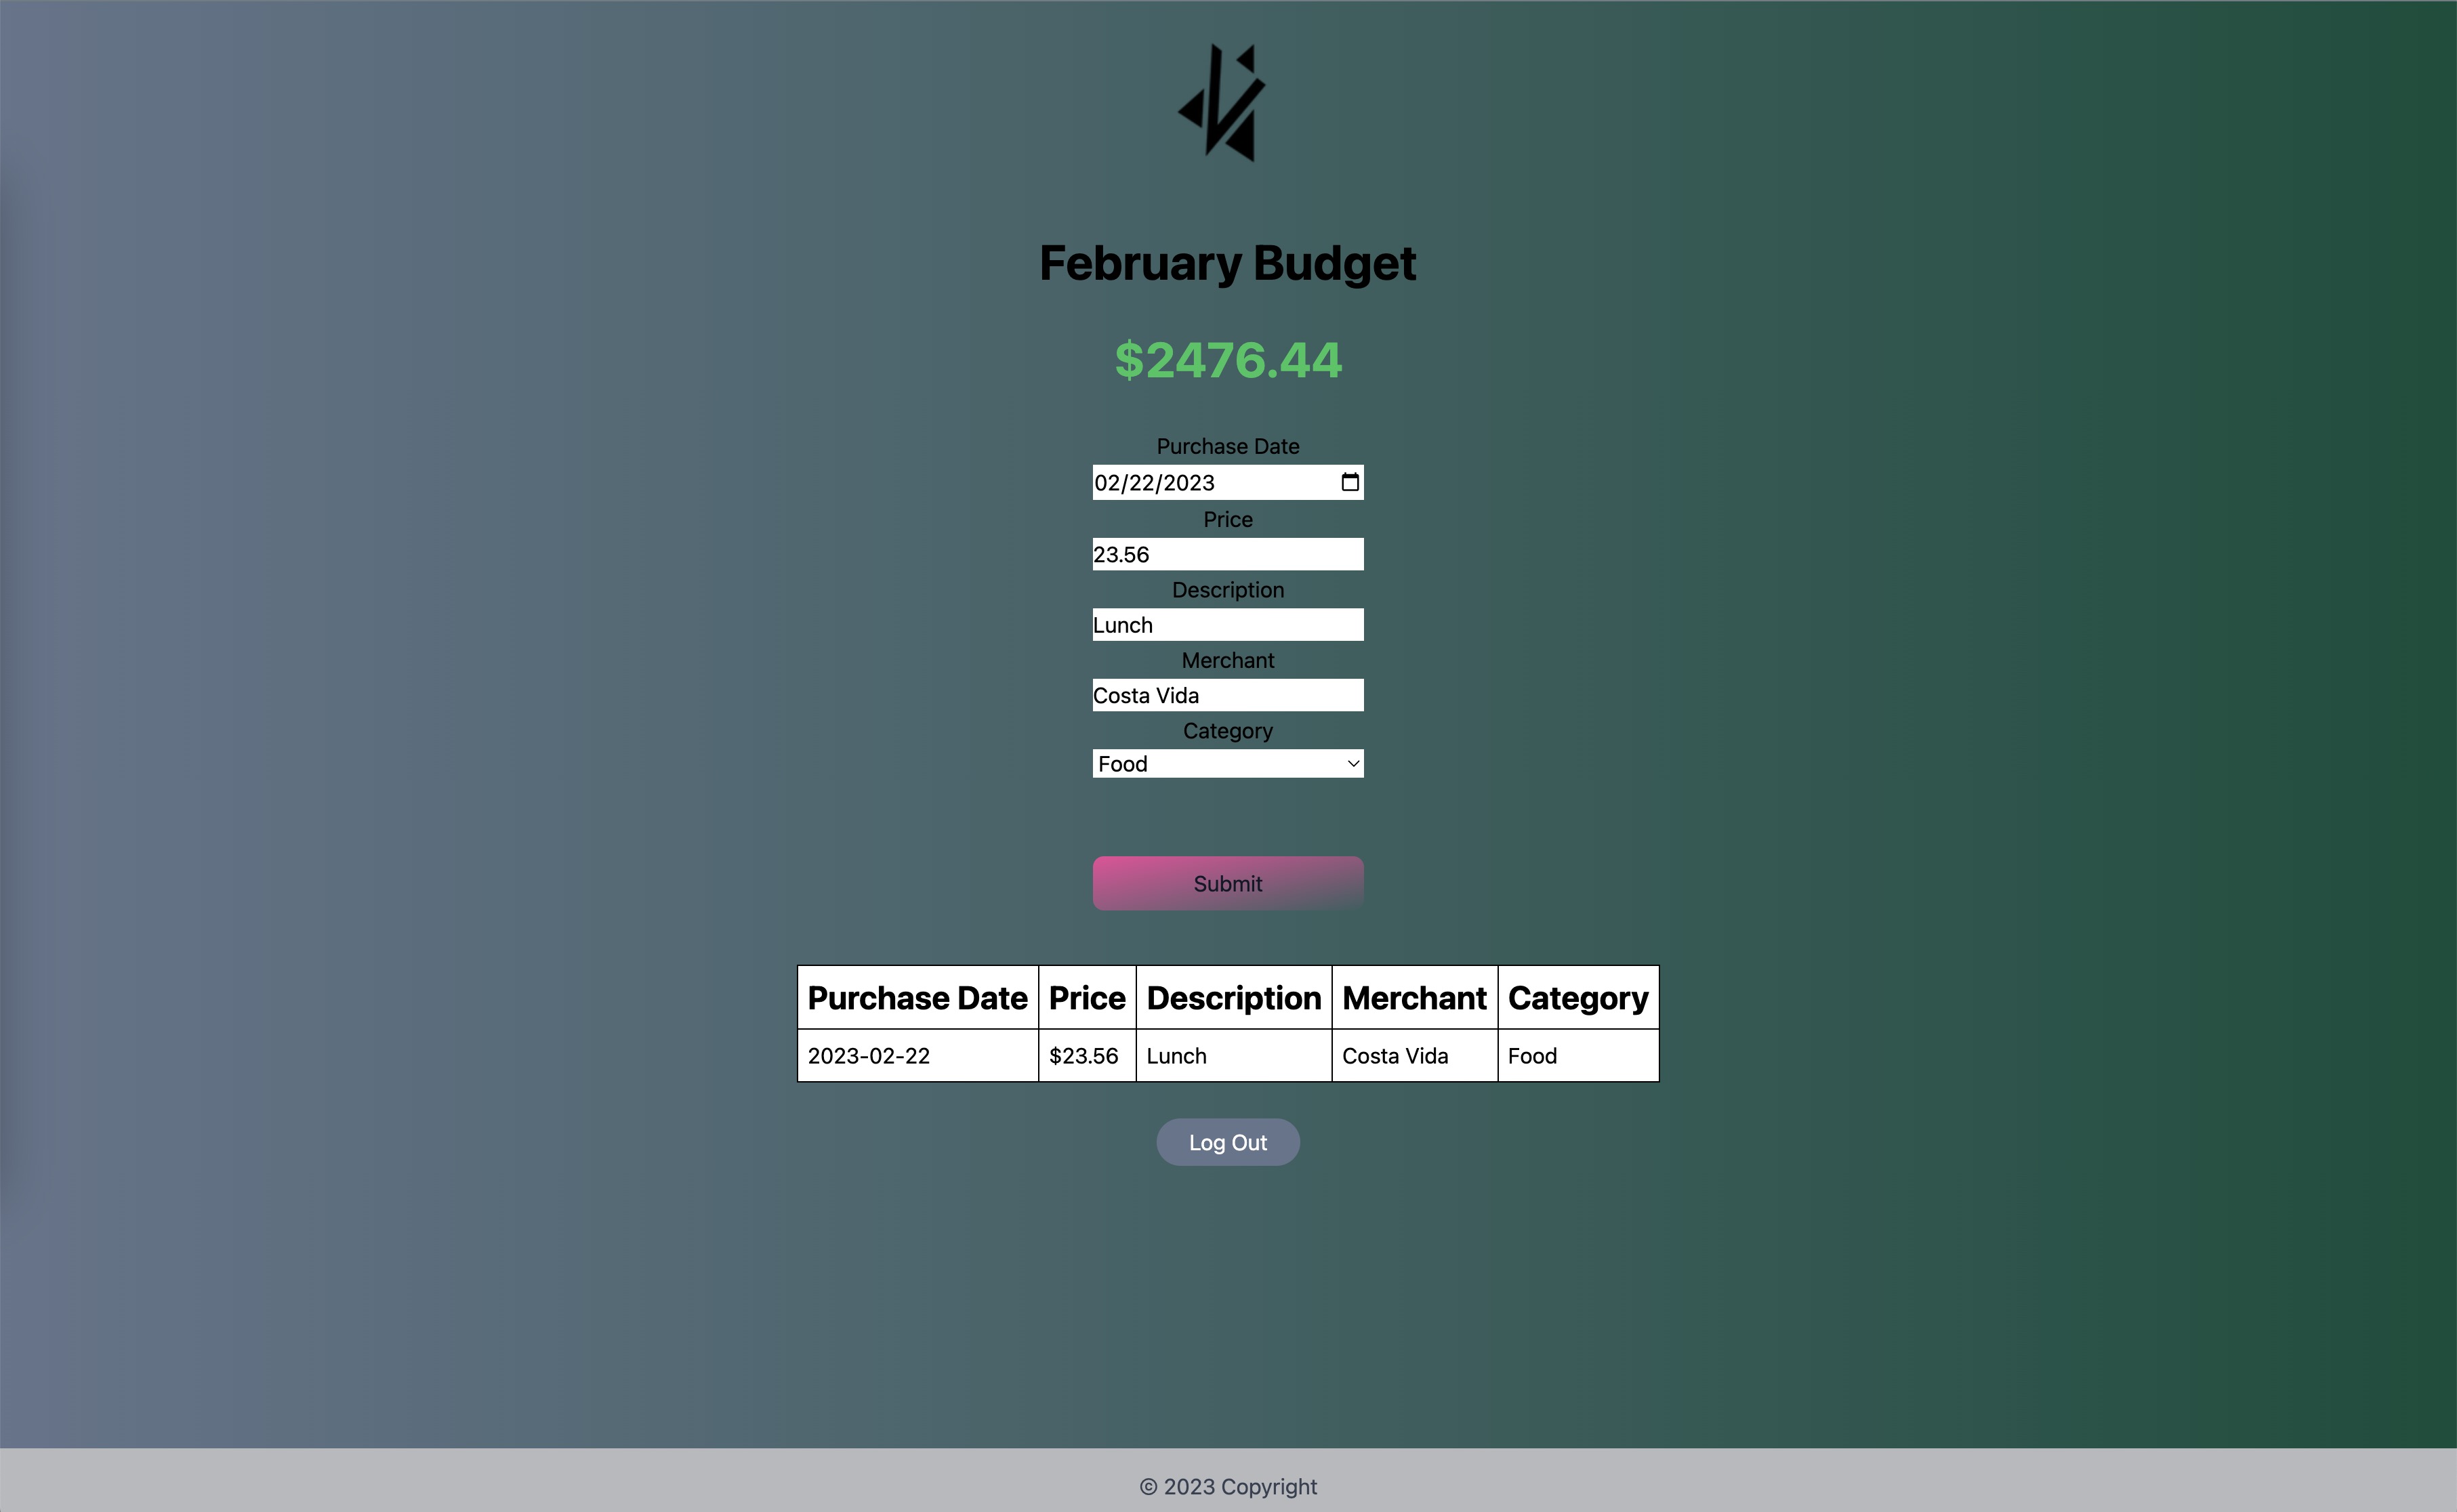 February Budget
$2476.44
Purchase Date
02/22/2023
Price
23.56
Description
Lunch
Merchant
Costa Vida
Category
Food
Submit
Purchase Date Price Description Merchant Category
2023-02-22 $23.56 Lunch Costa Vida Food
Log Out
© 2023 Copyright